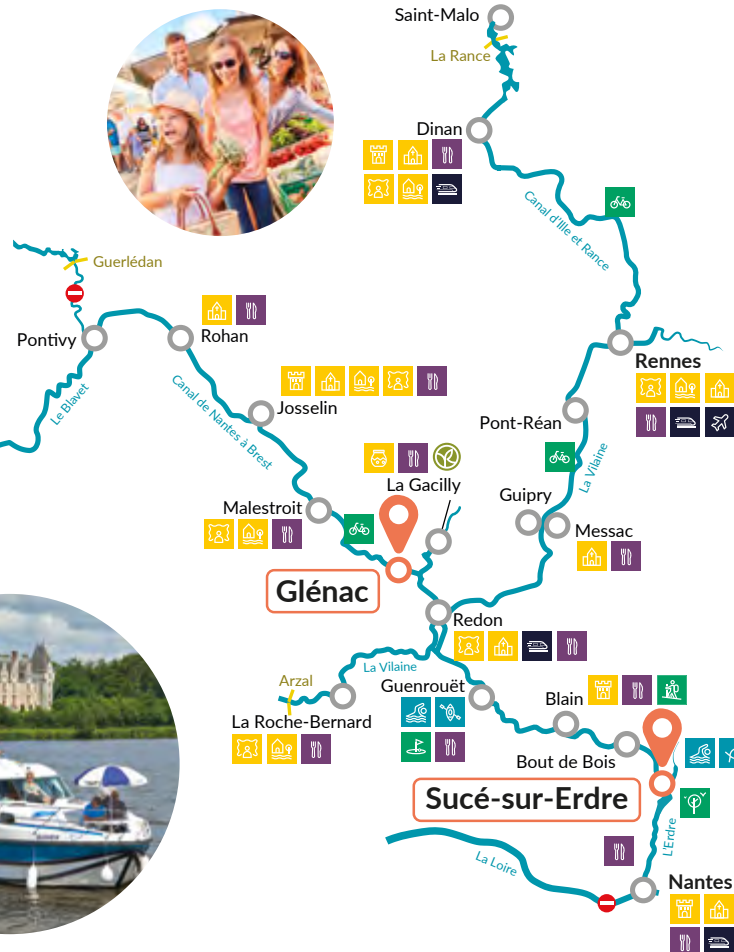 Saint-Malo
La Rance
Dinan
Canal d'Ille et Rance
Guerlédan
Pontivy
Rohan
Le Blavet
Canal de Nantes à Brest
Josselin
Rennes
Pont-Réan
La Vilaine
La Gacilly
Guipry
Messac
Malestroit
Glénac
Redon
La Vilaine
Arzal
Guenrouët
La Roche-Bernard
Blain
Bout de Bois
Sucé-sur-Erdre
L'Erdre
La Loire
Nantes